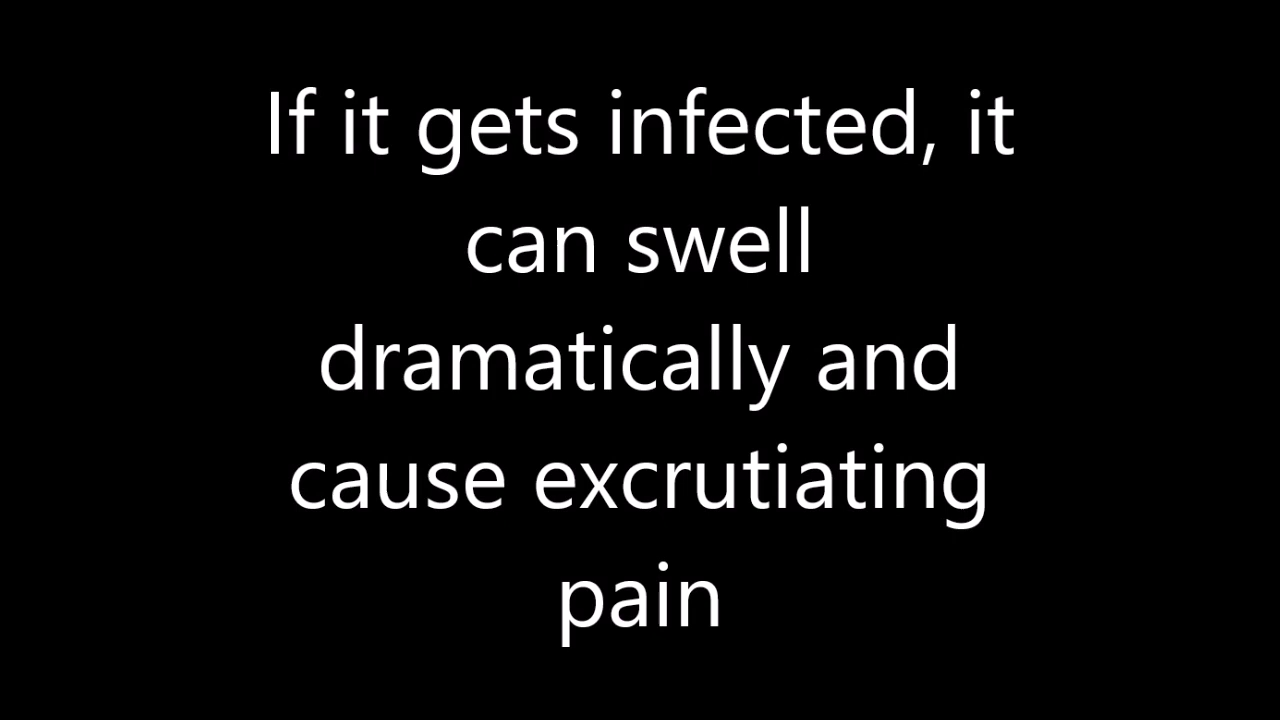 If it gets infected, it
can swell
dramatically and
cause excrutiating
pain